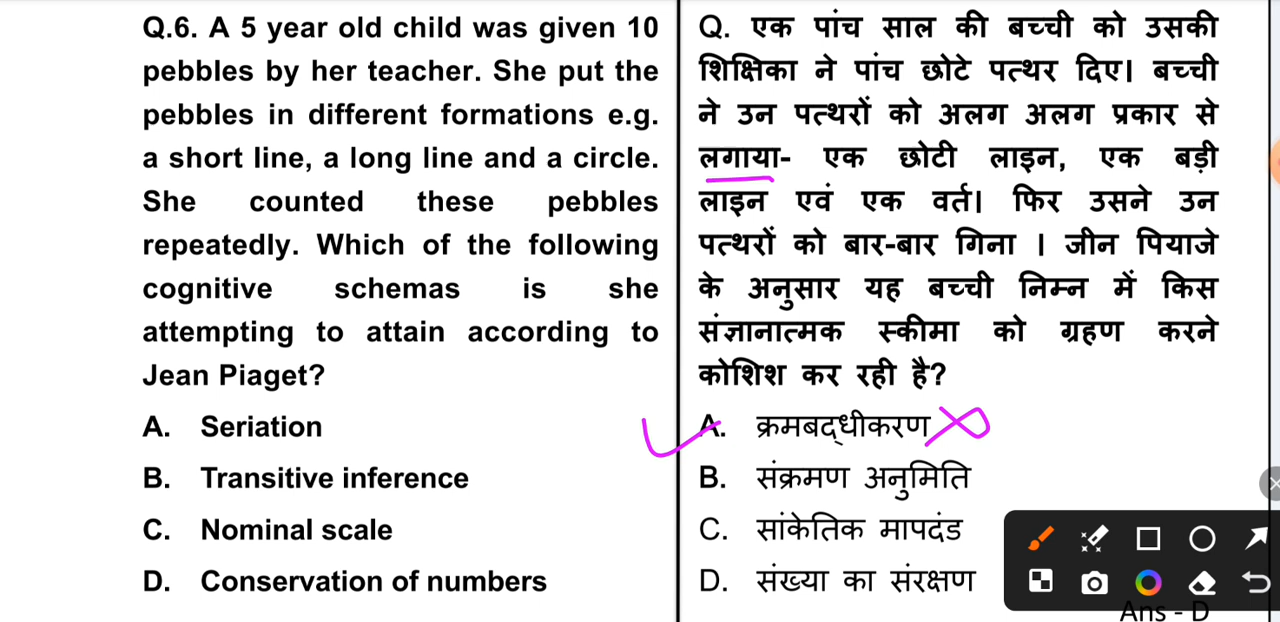 Q.6. A 5 year old child was given 10
pebbles by her teacher. She put the
pebbles in different formations e.g.
a short line, a long line and a circle.
She counted these pebbles
repeatedly. Which of the following
cognitive schemas is she
attempting to attain according to
Jean Piaget?
A. Seriation
B. Transitive inference
C. Nominal scale
D. Conservation of numbers
Q. एक पांच साल की बच्ची को उसकी
शिक्षिका ने पांच छोटे पत्थर दिए। बच्ची
ने उन पत्थरों को अलग अलग प्रकार से
लगाया- एक छोटी लाइन, एक बड़ी
लाइन एवं एक वर्त। फिर उसने उन
पत्थरों को बार-बार गिना । जीन पियाजे
के अनुसार यह बच्ची निम्न में किस
संज्ञानात्मक स्कीमा को ग्रहण करने
कोशिश कर रही है?
A. क्रमबद्धीकरण
B. संक्रमण अनुमिति
C. सांकेतिक मापदंड
D. संख्या का संरक्षण
Ans - D